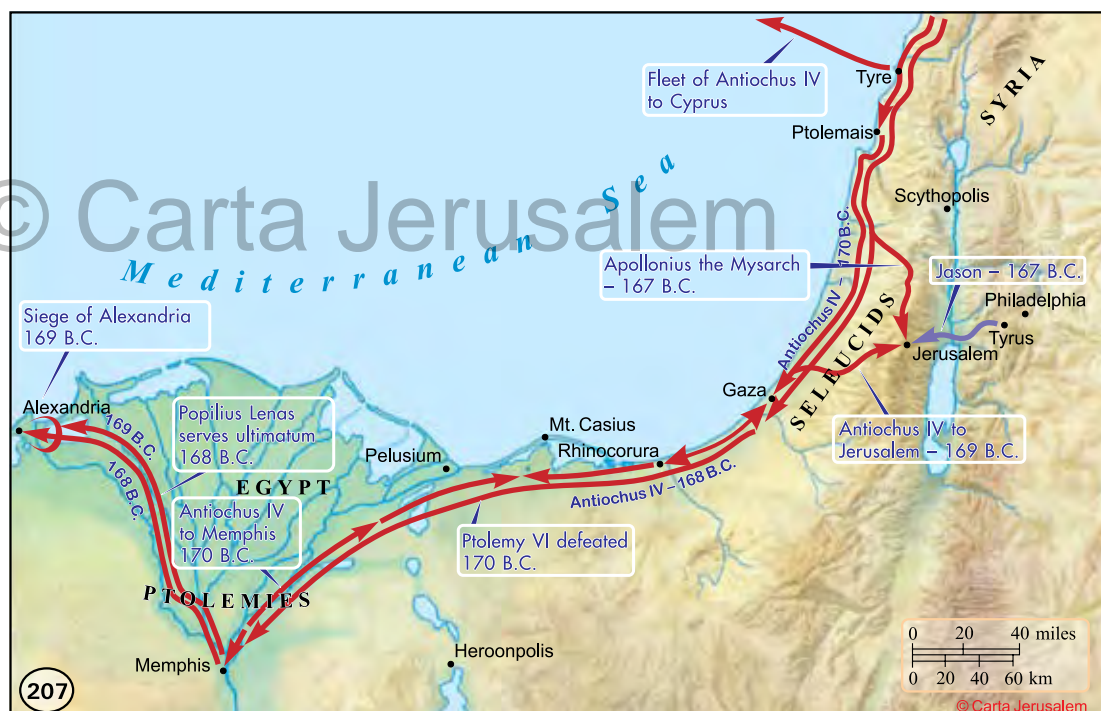 Fleet of Antiochus IV
to Cyprus
Tyre
SYRIA
Ptolemais
Scythopolis
© Carta Jerusalem
Mediterranean Sea
Antiochus IV – 170 B.C.
Apollonius the Mysarch
– 167 B.C.
Jason – 167 B.C.
Philadelphia
Tyrus
Jerusalem
SELEUCIDS
Siege of Alexandria
169 B.C.
Gaza
Alexandria
169 B.C.
168 B.C.
Popilius Lenas
serves ultimatum
168 B.C.
Mt. Casius
Rhinocorura
Pelusium
Antiochus IV to
Jerusalem – 169 B.C.
EGYPT
Antiochus IV – 168 B.C.
Antiochus IV
to Memphis
170 B.C.
Ptolemy VI defeated
170 B.C.
PTOLEMIES
Memphis
Heroonpolis
0 20 40 miles
0 20 40 60 km
207
© Carta Jerusalem